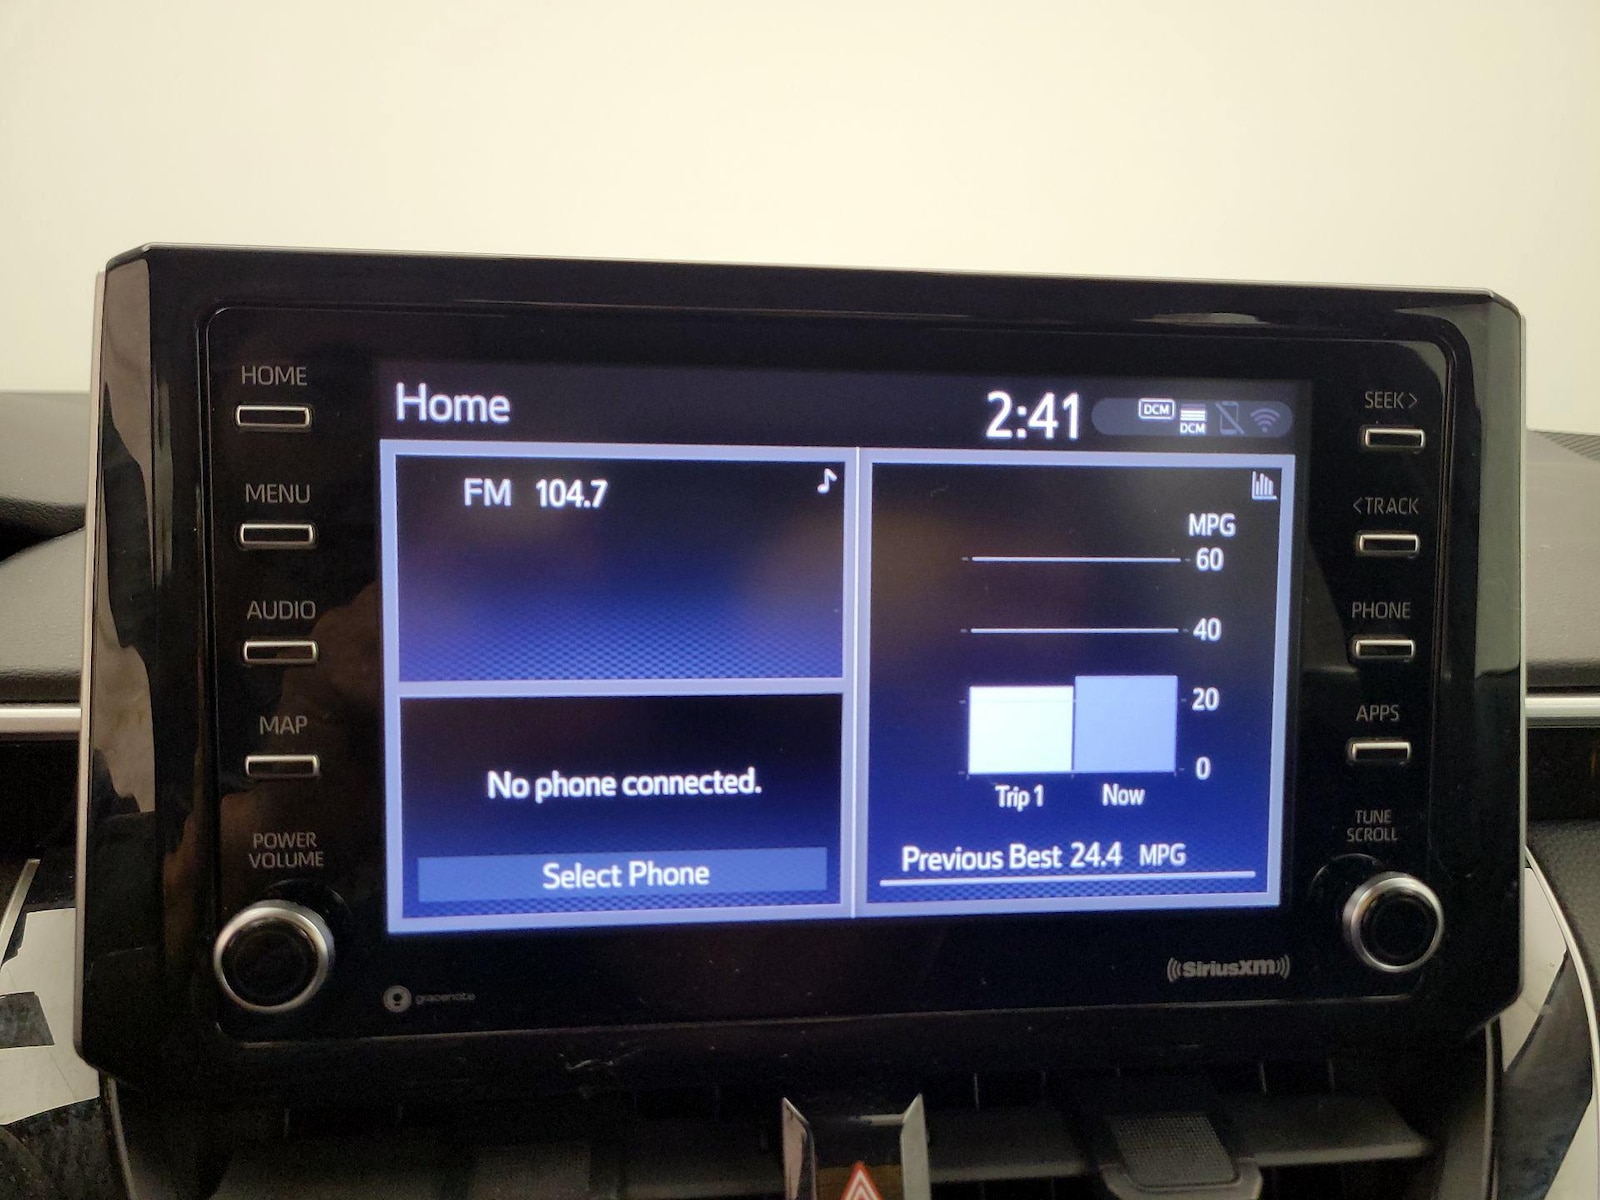 HOME
MENU
AUDIO
MAP
POWER
VOLUME
Home
2:41
DCM
DCM
FM 104.7
No phone connected.
Select Phone
MPG
60
40
20
0
Trip 1
Now
Previous Best 24.4 MPG
SEEK >
< TRACK
PHONE
APPS
TUNE
SCROLL
gracenote
((SiriusXM))